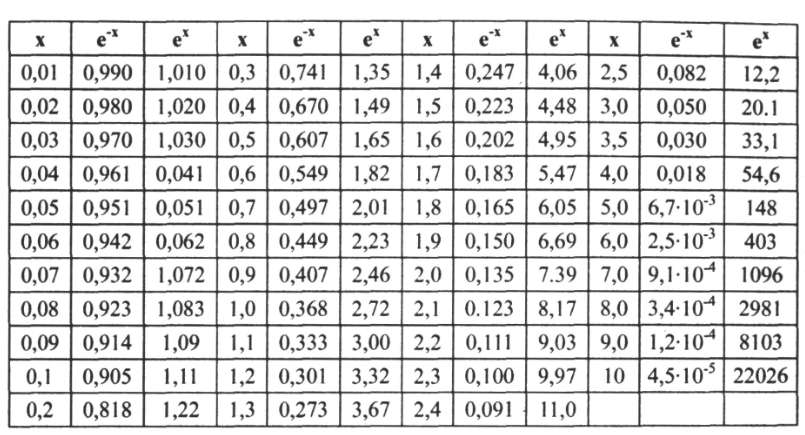 x e⁻ˣ eˣ x e⁻ˣ eˣ x e⁻ˣ eˣ x e⁻ˣ eˣ
0,01 0,990 1,010 0,3 0,741 1,35 1,4 0,247 4,06 2,5 0,082 12,2
0,02 0,980 1,020 0,4 0,670 1,49 1,5 0,223 4,48 3,0 0,050 20.1
0,03 0,970 1,030 0,5 0,607 1,65 1,6 0,202 4,95 3,5 0,030 33,1
0,04 0,961 0,041 0,6 0,549 1,82 1,7 0,183 5,47 4,0 0,018 54,6
0,05 0,951 0,051 0,7 0,497 2,01 1,8 0,165 6,05 5,0 6,7·10⁻³ 148
0,06 0,942 0,062 0,8 0,449 2,23 1,9 0,150 6,69 6,0 2,5·10⁻³ 403
0,07 0,932 1,072 0,9 0,407 2,46 2,0 0,135 7.39 7,0 9,1·10⁻⁴ 1096
0,08 0,923 1,083 1,0 0,368 2,72 2,1 0.123 8,17 8,0 3,4·10⁻⁴ 2981
0,09 0,914 1,09 1,1 0,333 3,00 2,2 0,111 9,03 9,0 1,2·10⁻⁴ 8103
0,1 0,905 1,11 1,2 0,301 3,32 2,3 0,100 9,97 10 4,5·10⁻⁵ 22026
0,2 0,818 1,22 1,3 0,273 3,67 2,4 0,091 11,0